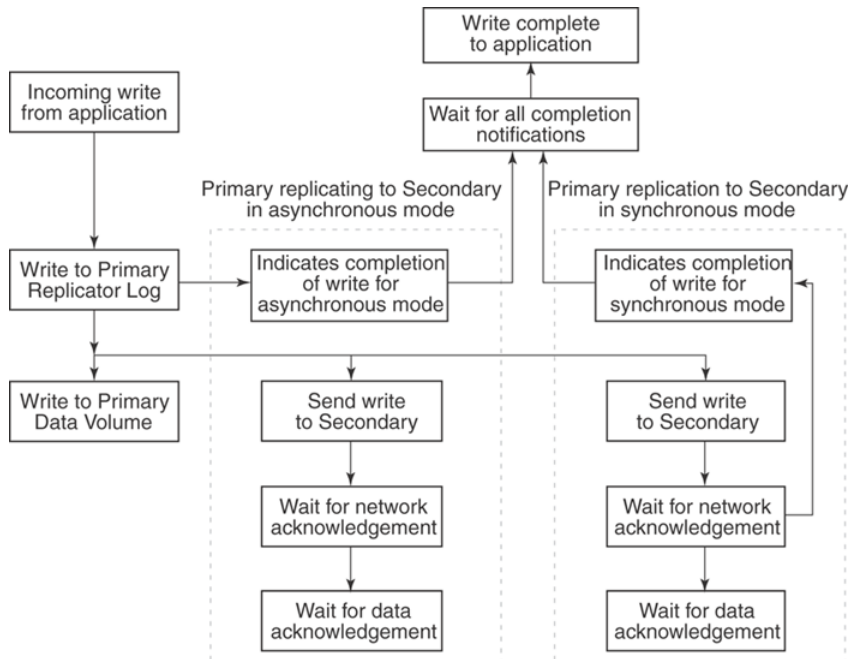 Write complete
to application
Incoming write
from application
Wait for all completion
notifications
Primary replicating to Secondary
in asynchronous mode
Primary replication to Secondary
in synchronous mode
Write to Primary
Replicator Log
Indicates completion
of write for
asynchronous mode
Indicates completion
of write for
synchronous mode
Write to Primary
Data Volume
Send write
to Secondary
Send write
to Secondary
Wait for network
acknowledgement
Wait for network
acknowledgement
Wait for data
acknowledgement
Wait for data
acknowledgement